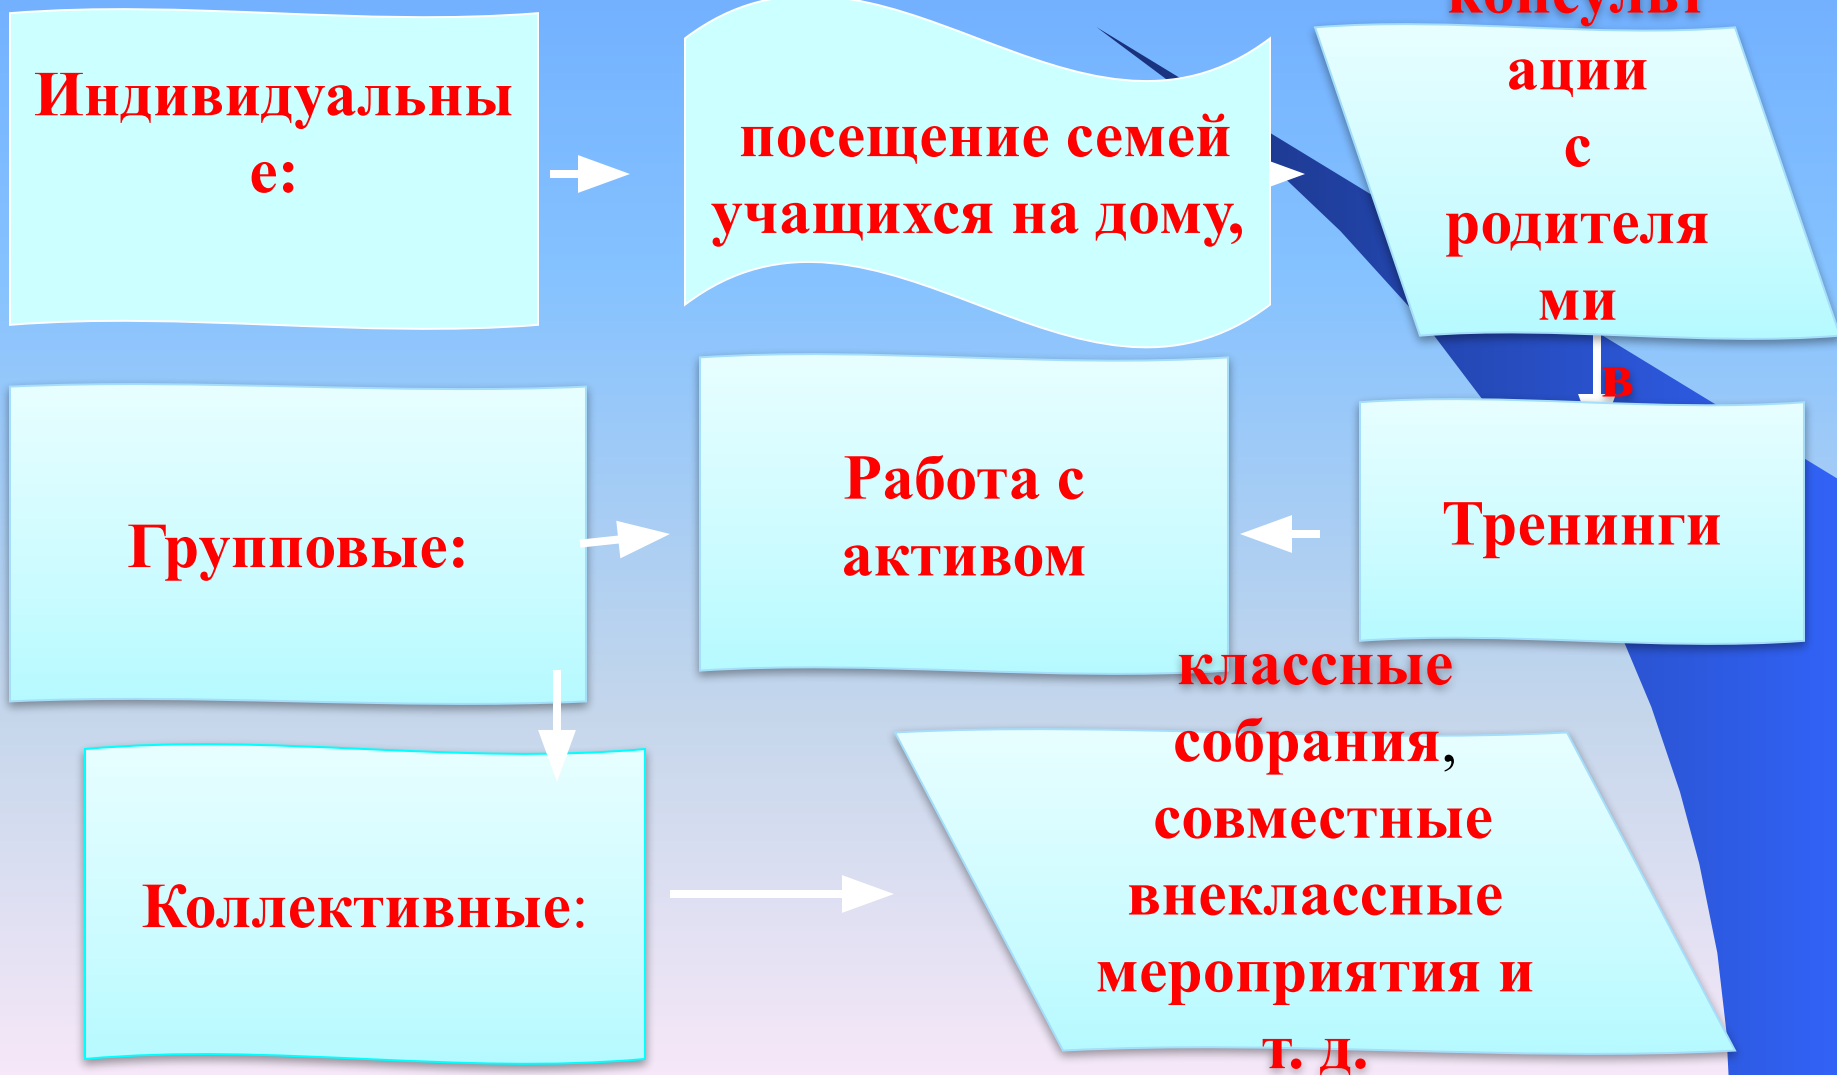 Индивидуальны
е:
посещение семей
учащихся на дому,
консульт
ации
с
родителя
ми
в
Групповые:
Работа с
активом
Тренинги
Коллективные:
классные
собрания,
совместные
внеклассные
мероприятия и
т. д.